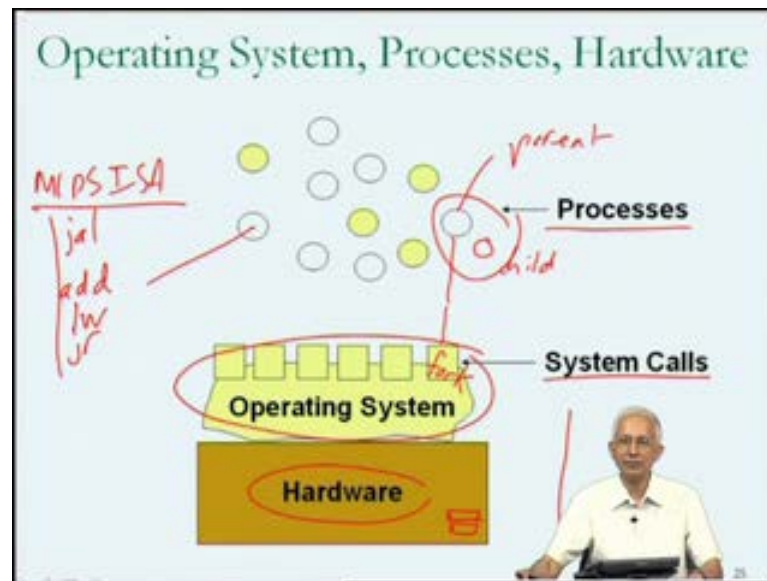 Operating System, Processes, Hardware
parent
MIPS ISA
jal
add
lw
jr
Processes
child
fork
System Calls
Operating System
Hardware
25